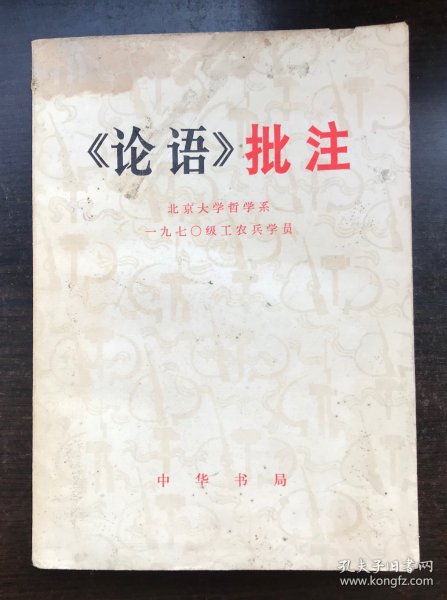 《论语》批注
北京大学哲学系
一九七〇级工农兵学员
中华书局
孔夫子旧书网
www.kongfz.com